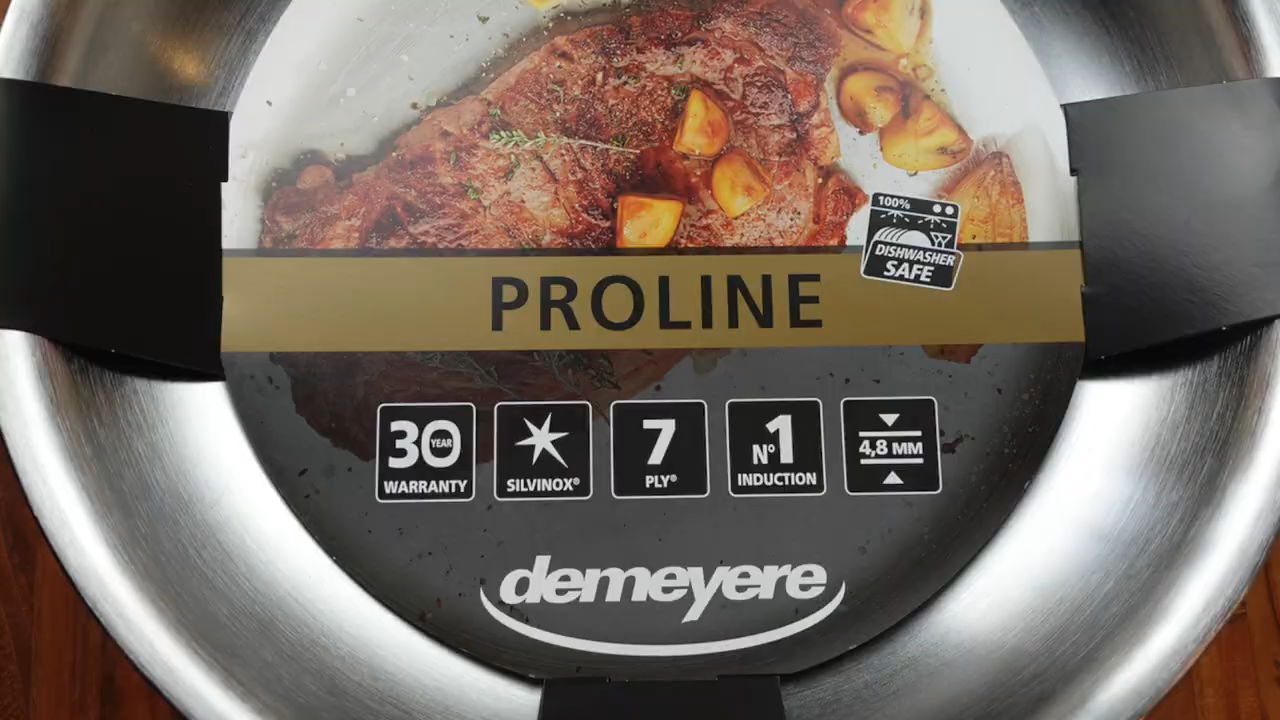 100%
DISHWASHER
SAFE
PROLINE
30 YEAR
WARRANTY
SILVINOX®
7
PLY®
N°1
INDUCTION
4,8 MM
demeyere